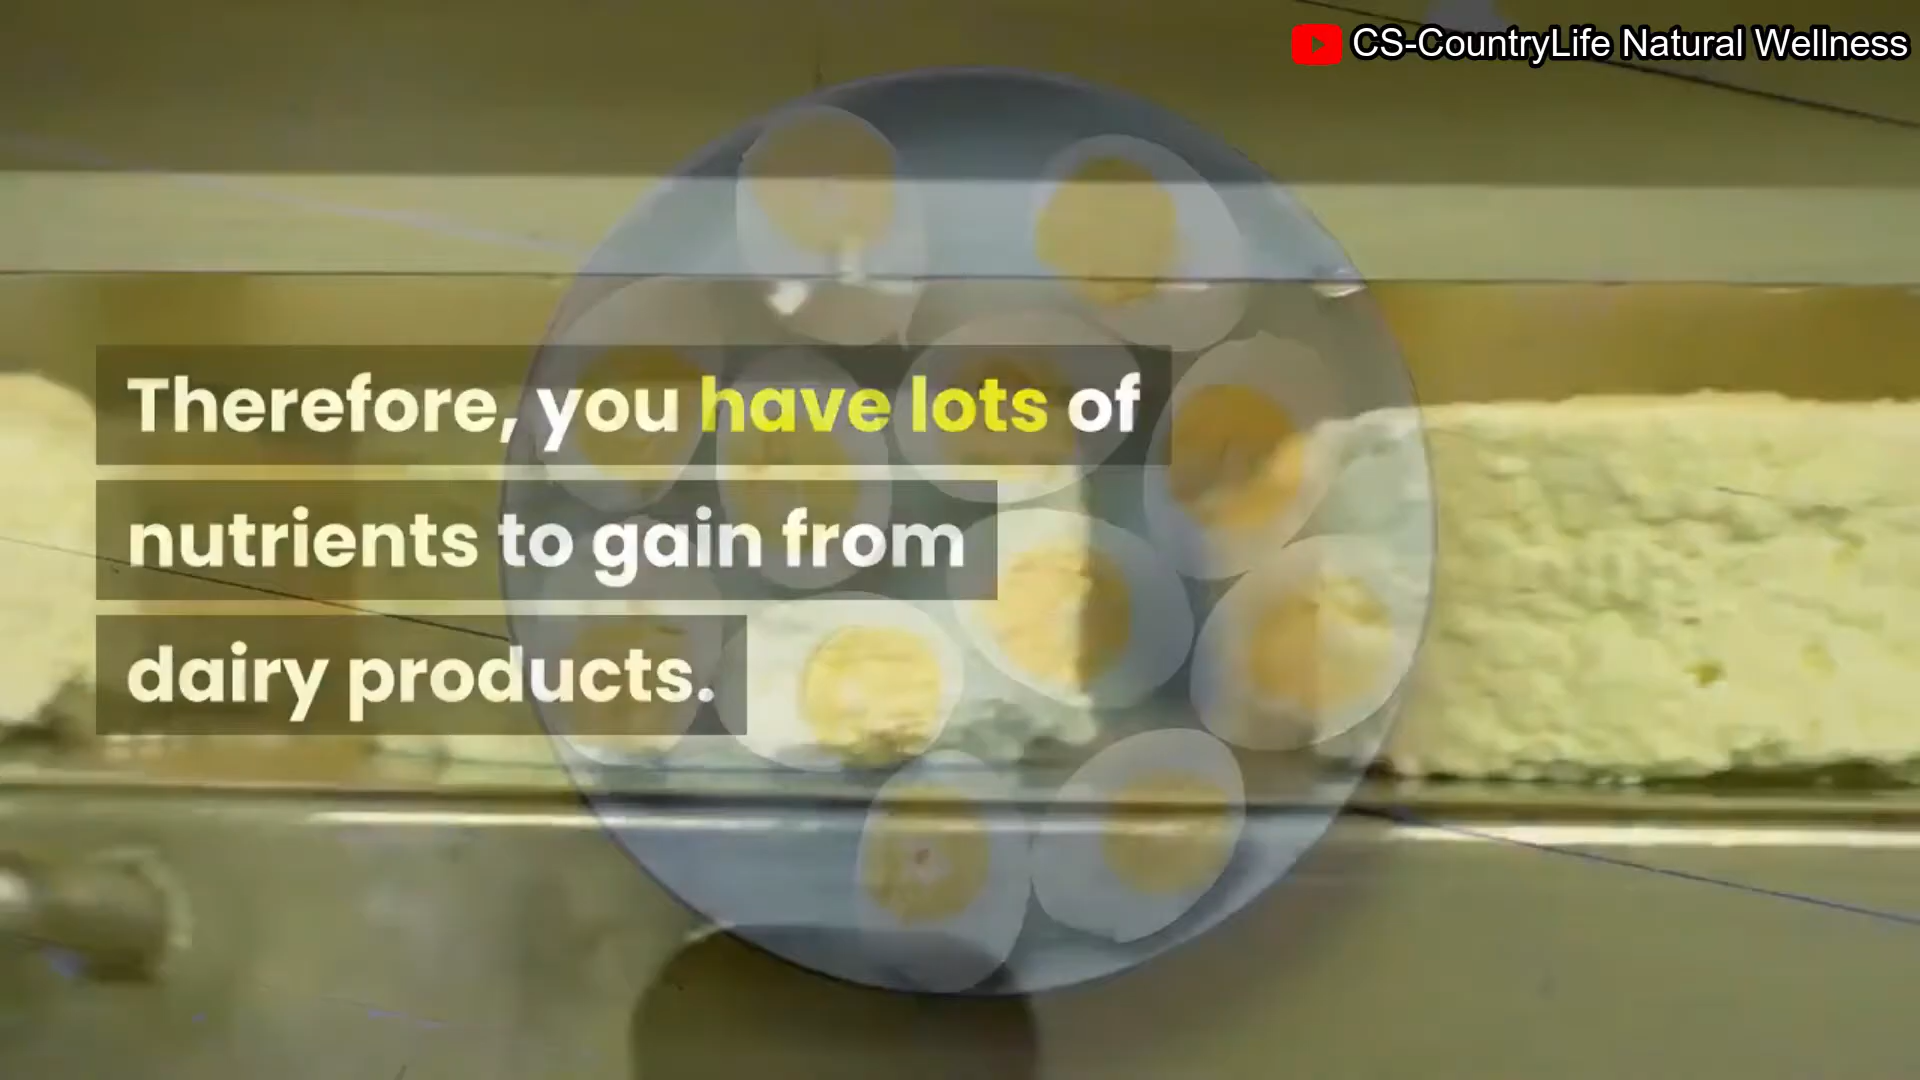 CS-CountryLife Natural Wellness
Therefore, you have lots of
nutrients to gain from
dairy products.